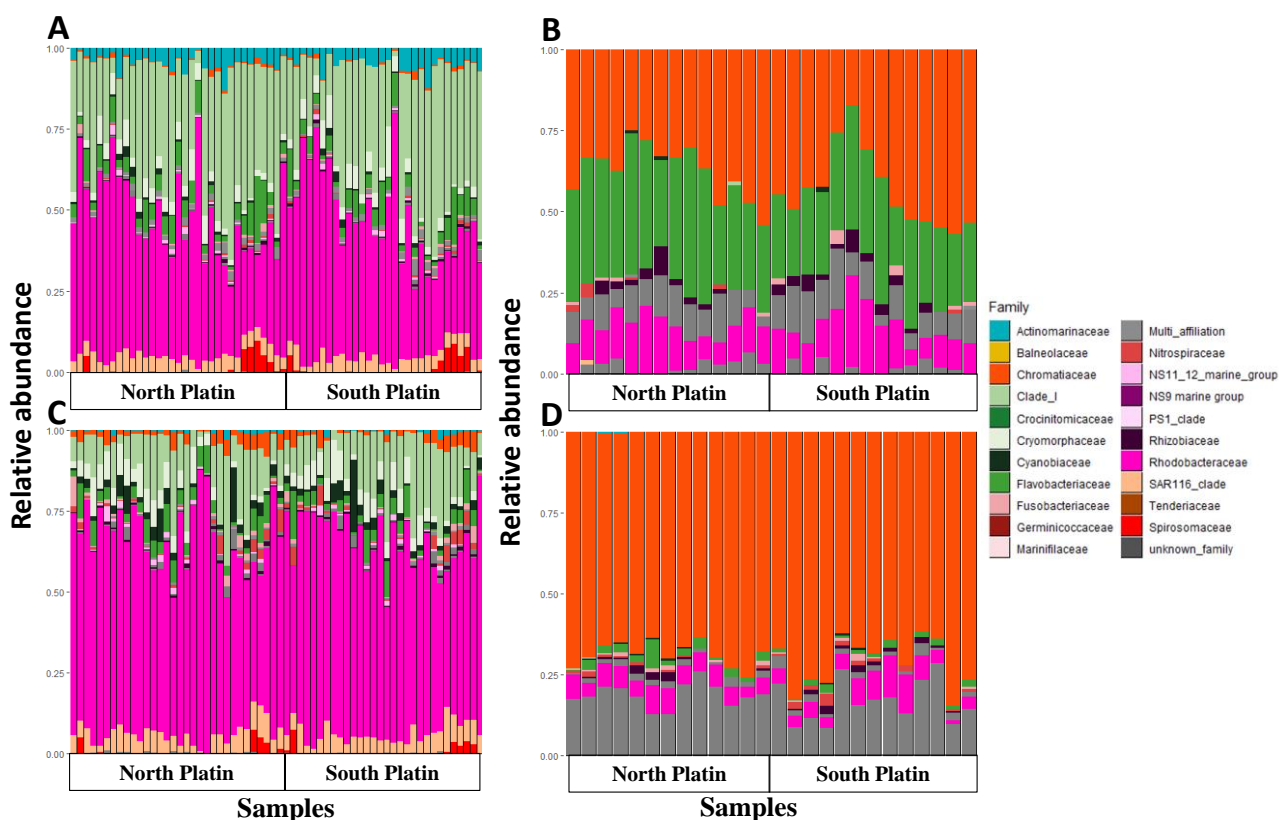 A
1.00
0.75
0.50
0.25
0.00
North Platin South Platin
B
1.00
0.75
0.50
0.25
0.00
North Platin South Platin
C
1.00
0.75
0.50
0.25
0.00
North Platin South Platin
Samples
D
1.00
0.75
0.50
0.25
0.00
North Platin South Platin
Samples
Relative abundance
Relative abundance
Family
Actinomarinaceae
Balneolaceae
Chromatiaceae
Clade_I
Crocinitomicaceae
Cryomorphaceae
Cyanobiaceae
Flavobacteriaceae
Fusobacteriaceae
Germinicoccaceae
Marinifilaceae
Multi_affiliation
Nitrospiraceae
NS11_12_marine_group
NS9 marine group
PS1_clade
Rhizobiaceae
Rhodobacteraceae
SAR116_clade
Tenderiaceae
Spirosomaceae
unknown_family